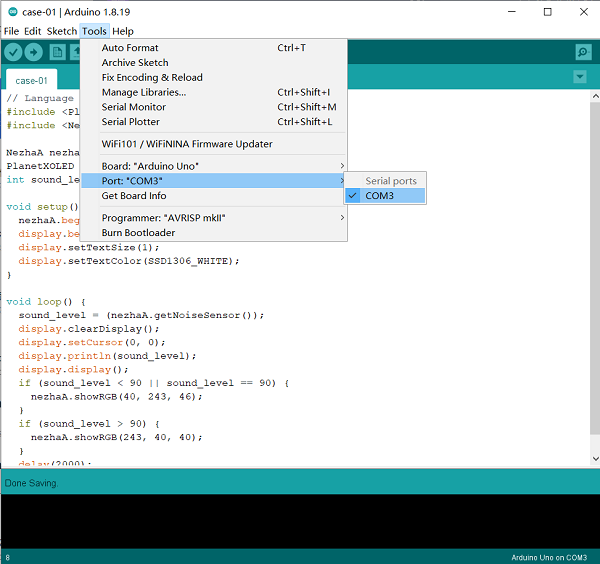 case-01 | Arduino 1.8.19
File Edit Sketch Tools Help
Auto Format Ctrl+T
Archive Sketch
Fix Encoding & Reload
Manage Libraries... Ctrl+Shift+I
Serial Monitor Ctrl+Shift+M
Serial Plotter Ctrl+Shift+L
WiFi101 / WiFiNINA Firmware Updater
Board: "Arduino Uno"
Port: "COM3"
Get Board Info
Programmer: "AVRISP mkII"
Burn Bootloader
Serial ports
COM3
case-01
// Language
#include <Pl
#include <Ne
NezhaA nezha
PlanetXOLED
int sound_le
void setup()
nezhaA.beg
display.be
display.setTextSize(1);
display.setTextColor(SSD1306_WHITE);
}
void loop() {
sound_level = (nezhaA.getNoiseSensor());
display.clearDisplay();
display.setCursor(0, 0);
display.println(sound_level);
display.display();
if (sound_level < 90 || sound_level == 90) {
nezhaA.showRGB(40, 243, 46);
}
if (sound_level > 90) {
nezhaA.showRGB(243, 40, 40);
}
delay(2000);
Done Saving.
8 Arduino Uno on COM3